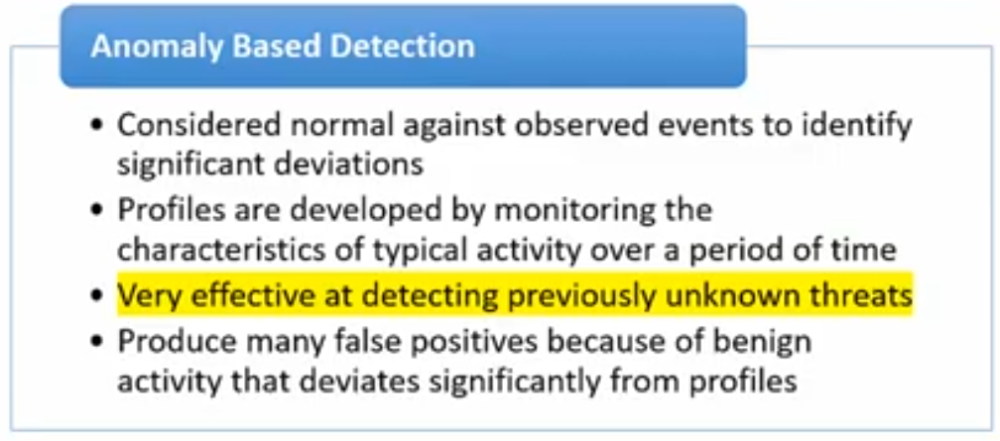 Anomaly Based Detection
• Considered normal against observed events to identify
significant deviations
• Profiles are developed by monitoring the
characteristics of typical activity over a period of time
• Very effective at detecting previously unknown threats
• Produce many false positives because of benign
activity that deviates significantly from profiles